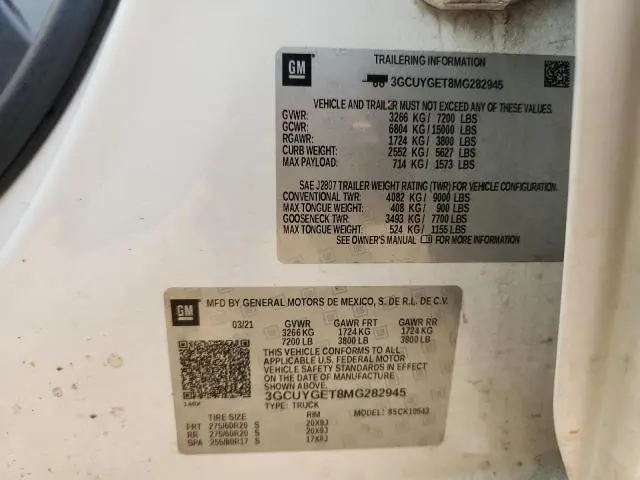 GM
TRAILERING INFORMATION
3GCUYGET8MG282945
VEHICLE AND TRAILER MUST NOT EXCEED ANY OF THESE VALUES.
GVWR: 3266 KG/ 7200 LBS
GCWR: 6804 KG/15000 LBS
RGAWR: 1724 KG/ 3800 LBS
CURB WEIGHT: 2552 KG/ 5627 LBS
MAX PAYLOAD: 714 KG/ 1573 LBS
SAE J2807 TRAILER WEIGHT RATING (TWR) FOR VEHICLE CONFIGURATION.
CONVENTIONAL TWR: 4082 KG/ 9000 LBS
MAX TONGUE WEIGHT: 408 KG/ 900 LBS
GOOSENECK TWR: 3493 KG/ 7700 LBS
MAX TONGUE WEIGHT: 524 KG/ 1155 LBS
SEE OWNER'S MANUAL FOR MORE INFORMATION
GM
MFD BY GENERAL MOTORS DE MEXICO, S. DE R.L. DE C.V.
03/21 GVWR GAWR FRT GAWR RR
3266 KG 1724 KG 1724 KG
7200 LB 3800 LB 3800 LB
THIS VEHICLE CONFORMS TO ALL
APPLICABLE U.S. FEDERAL MOTOR
VEHICLE SAFETY STANDARDS IN
EFFECT ON THE DATE OF MANUFACTURE
SHOWN ABOVE.
3GCUYGET8MG282945
TYPE: TRUCK MODEL:
TIRE SIZE RIM
FRT 275/60R20 S 20X9J
RR 275/60R20 S 20X9J
SPA 255/80R17 S 17X8J